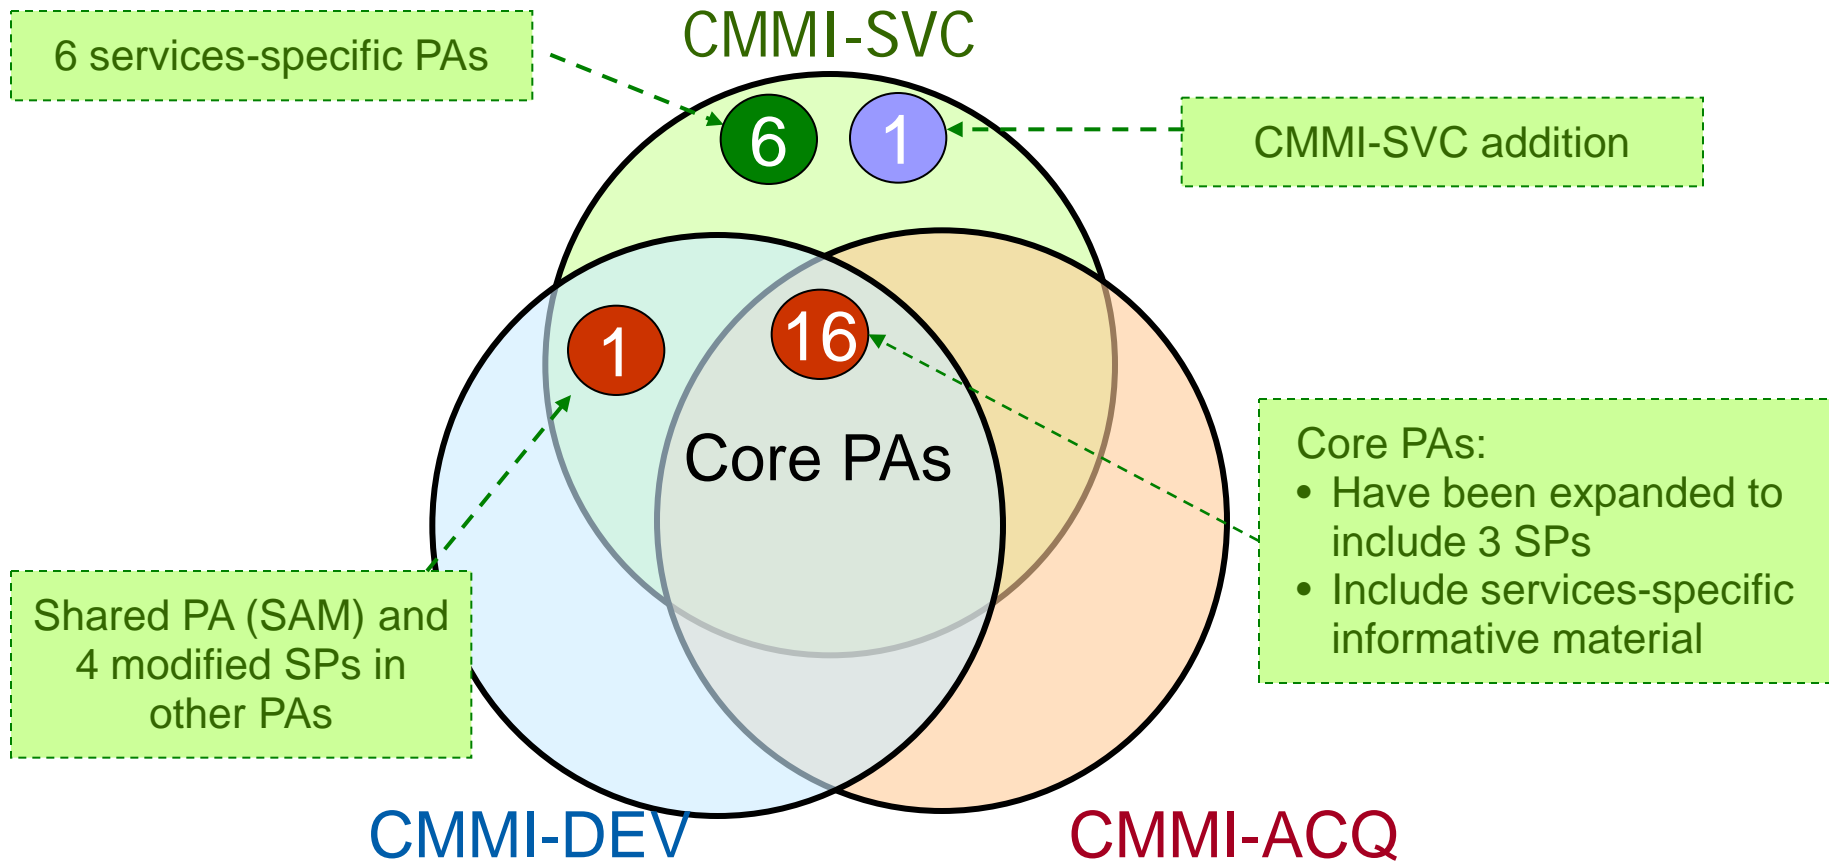 CMMI-SVC
6 services-specific PAs
6
1
CMMI-SVC addition
1
16
Core PAs
Core PAs:
• Have been expanded to
include 3 SPs
• Include services-specific
informative material
Shared PA (SAM) and
4 modified SPs in
other PAs
CMMI-DEV
CMMI-ACQ